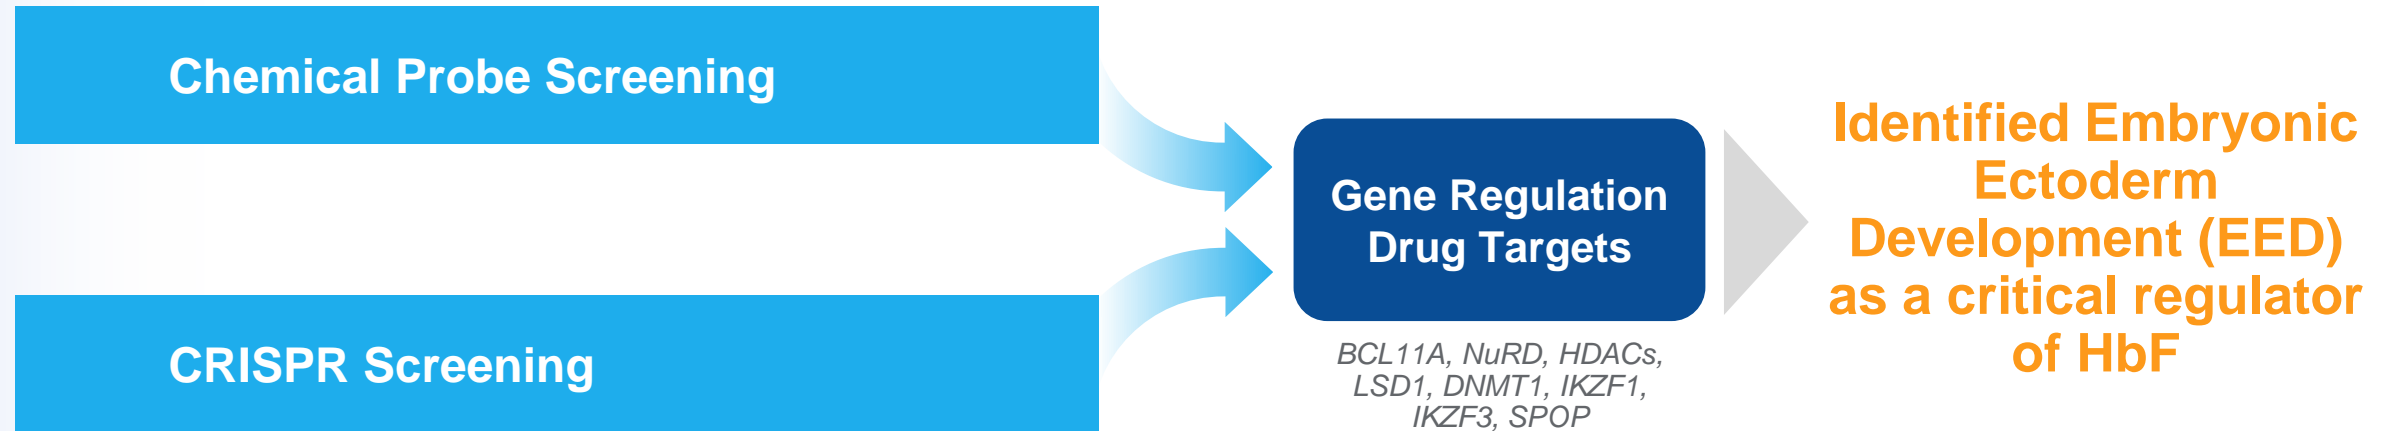 Chemical Probe Screening
CRISPR Screening
Gene Regulation
Drug Targets
BCL11A, NuRD, HDACs,
LSD1, DNMT1, IKZF1,
IKZF3, SPOP
Identified Embryonic
Ectoderm
Development (EED)
as a critical regulator
of HbF